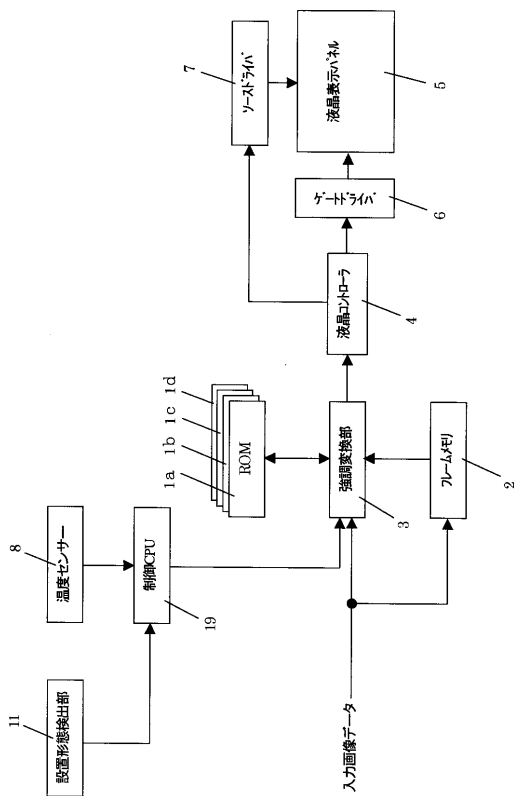 設置形態検出部
11
温度センサー
8
制御CPU
19
1a
1b
1c
1d
ROM
入力画像データ
強調変換部
3
フレームメモリ
2
液晶コントローラ
4
ゲートドライバ
6
ソースドライバ
7
液晶表示パネル
5